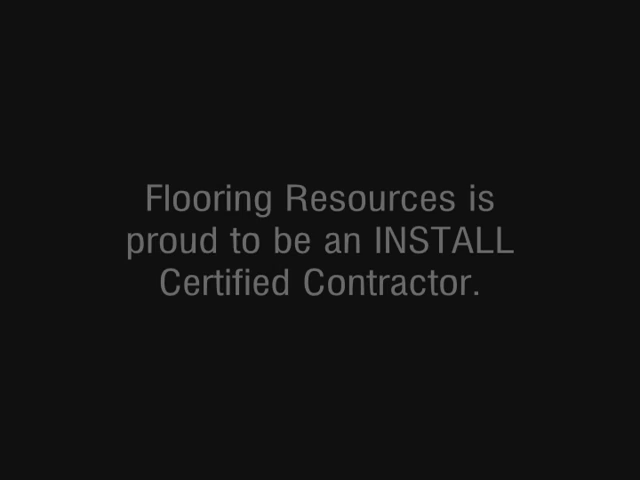 Flooring Resources is
proud to be an INSTALL
Certified Contractor.